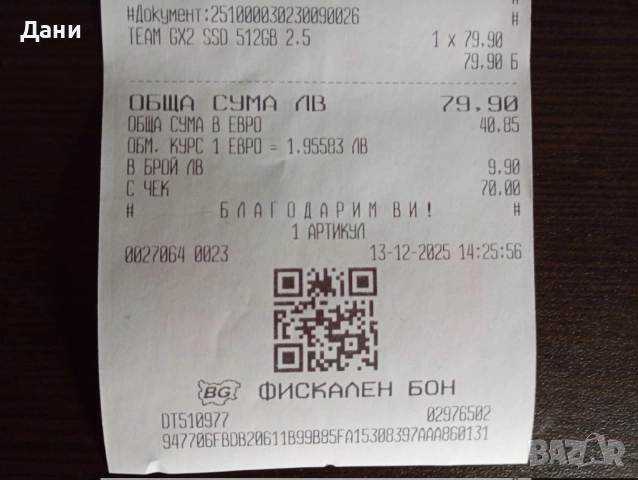 Дани
#Документ:251000030230090026 #
TEAM GX2 SSD 512GB 2.5 1 x 79.90
79.90 Б
ОБЩА СУМА ЛВ 79.90
ОБЩА СУМА В ЕВРО 40.85
ОБМ. КУРС 1 ЕВРО = 1.95583 ЛВ
В БРОЙ ЛВ 9.90
С ЧЕК 70.00
# БЛАГОДАРИМ ВИ! #
1 АРТИКУЛ
0027064 0023 13-12-2025 14:25:56
BG ФИСКАЛЕН БОН
DT510977 02976502
947706FBDB20611B99B85FA15308397AAA860131
bazar